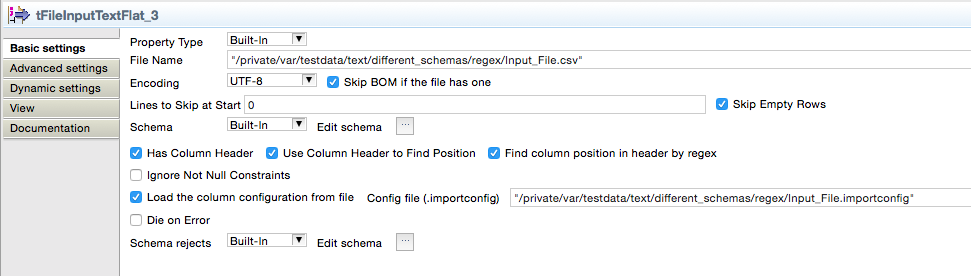 tFileInputTextFlat_3
Basic settings
Advanced settings
Dynamic settings
View
Documentation
Property Type Built-In
File Name "/private/var/testdata/text/different_schemas/regex/Input_File.csv"
Encoding UTF-8 Skip BOM if the file has one
Lines to Skip at Start 0 Skip Empty Rows
Schema Built-In Edit schema ...
Has Column Header Use Column Header to Find Position Find column position in header by regex
Ignore Not Null Constraints
Load the column configuration from file Config file (.importconfig) "/private/var/testdata/text/different_schemas/regex/Input_File.importconfig"
Die on Error
Schema rejects Built-In Edit schema ...